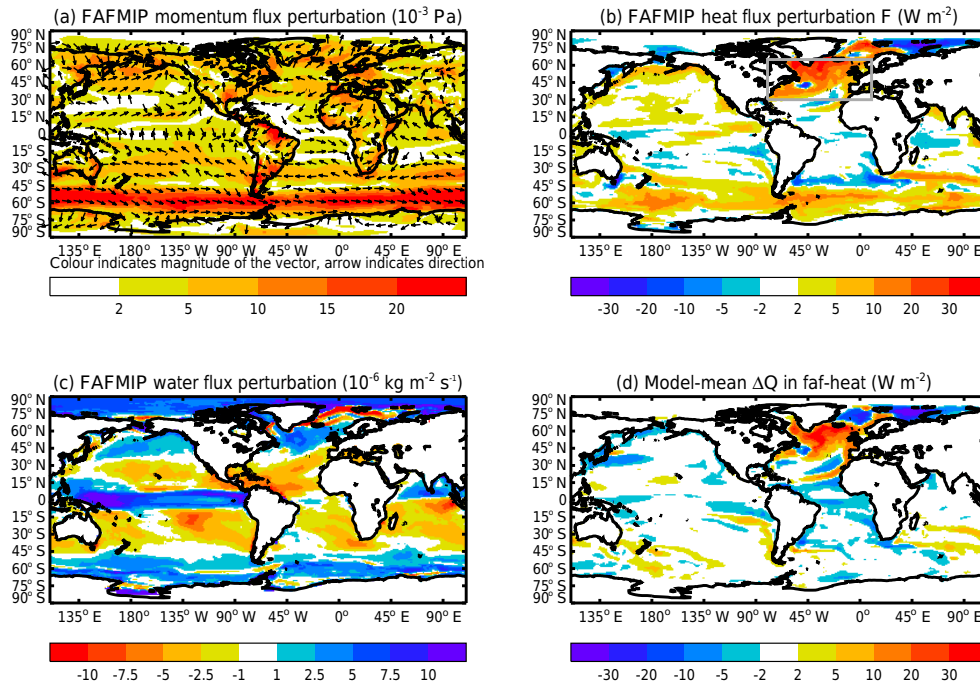 (a) FAFMIP momentum flux perturbation (10⁻³ Pa)
90° N
75° N
60° N
45° N
30° N
15° N
0
15° S
30° S
45° S
60° S
75° S
90° S
135° E 180° 135° W 90° W 45° W 0° 45° E
Colour indicates magnitude of the vector, arrow indicates direction
2 5 10 15 20
(b) FAFMIP heat flux perturbation F (W m⁻²)
90° N
75° N
60° N
45° N
30° N
15° N
0
15° S
30° S
45° S
60° S
75° S
90° S
135° E 180° 135° W 90° W 45° W 0° 45° E
-30 -20 -10 -5 -2 2 5 10 20 30
(c) FAFMIP water flux perturbation (10⁻⁶ kg m⁻² s⁻¹)
90° N
75° N
60° N
45° N
30° N
15° N
0
15° S
30° S
45° S
60° S
75° S
90° S
135° E 180° 135° W 90° W 45° W 0° 45° E
-10 -7.5 -5 -2.5 -1 1 2.5 5 7.5 10
(d) Model-mean ΔQ in faf-heat (W m⁻²)
90° N
75° N
60° N
45° N
30° N
15° N
0
15° S
30° S
45° S
60° S
75° S
90° S
135° E 180° 135° W 90° W 45° W 0° 45° E
-30 -20 -10 -5 -2 2 5 10 20 30